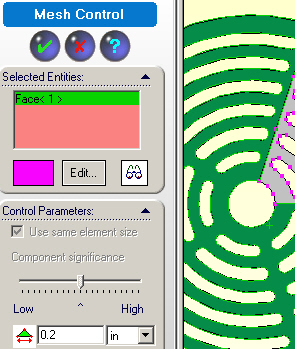 Mesh Control
?
Selected Entities:
Face< 1 >
Edit...
Control Parameters:
Use same element size
Component significance
Low ^ High
0.2 in